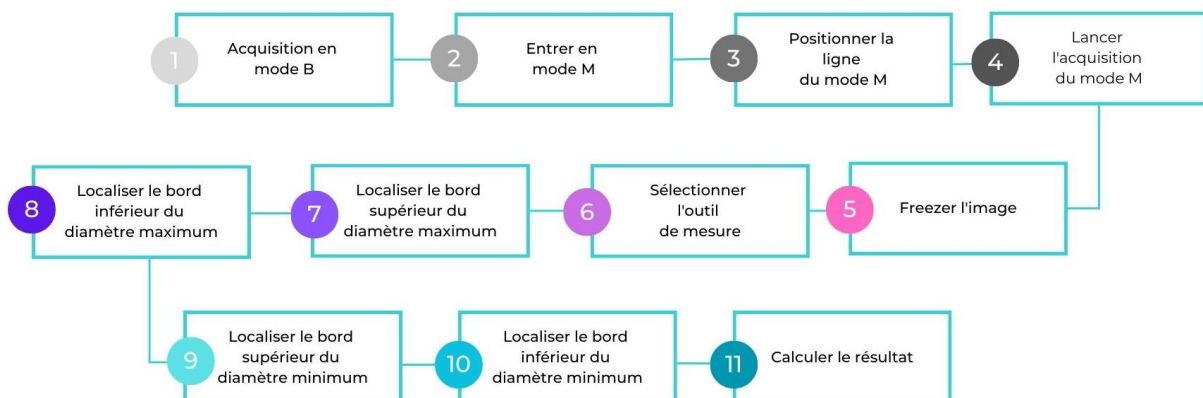 1
Acquisition en
mode B
2
Entrer en
mode M
3
Positionner la
ligne
du mode M
4
Lancer
l'acquisition
du mode M
5
Freezer l'image
6
Sélectionner
l'outil
de mesure
7
Localiser le bord
supérieur du
diamètre maximum
8
Localiser le bord
inférieur du
diamètre maximum
9
Localiser le bord
supérieur du
diamètre minimum
10
Localiser le bord
inférieur du
diamètre minimum
11
Calculer le résultat